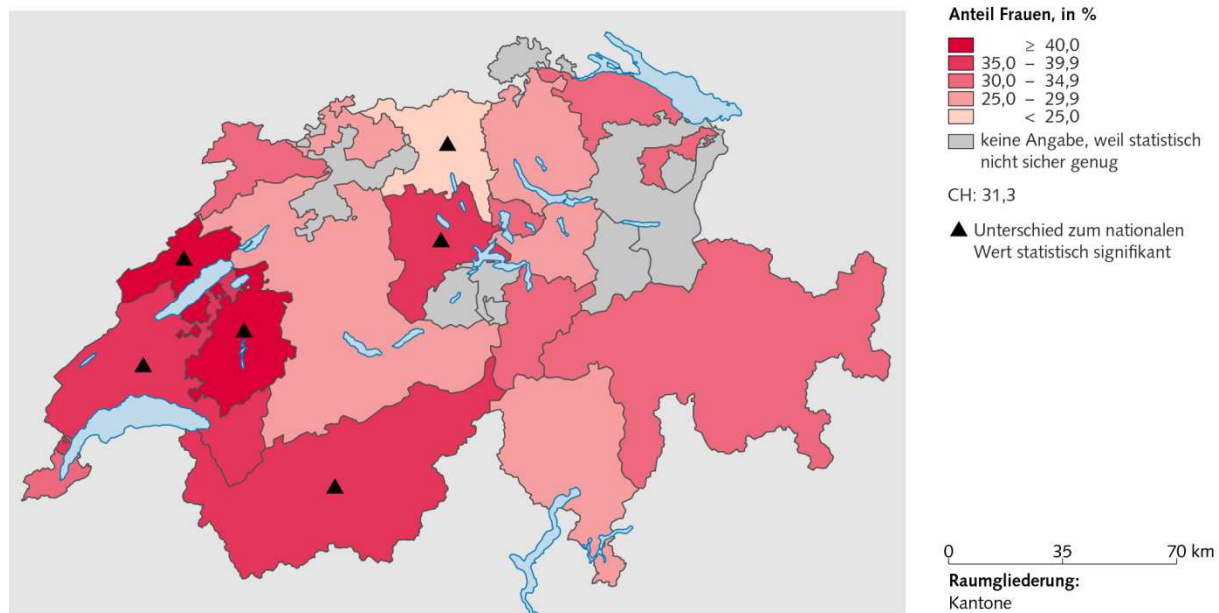 Anteil Frauen, in %
≥ 40,0
35,0 – 39,9
30,0 – 34,9
25,0 – 29,9
< 25,0
keine Angabe, weil statistisch
nicht sicher genug
CH: 31,3
▲ Unterschied zum nationalen
Wert statistisch signifikant
0 35 70 km
Raumgliederung:
Kantone